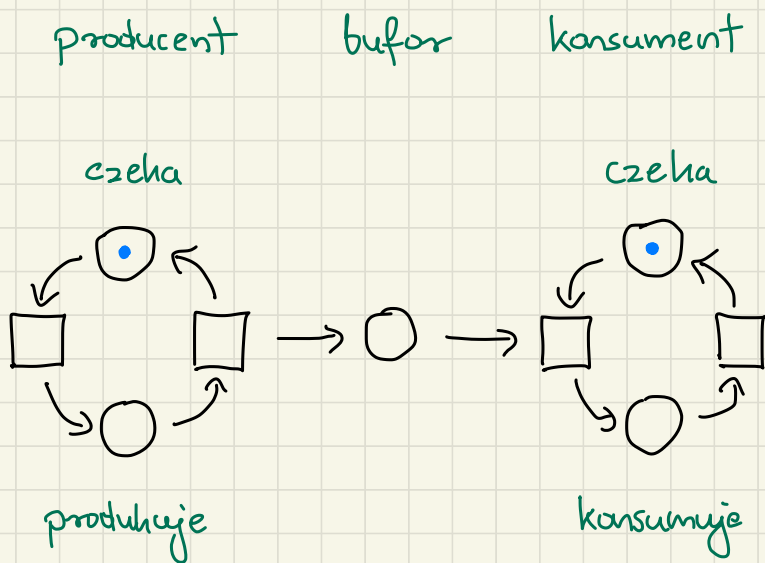 producent bufor konsument
czeka czeka
produkuje konsumuje